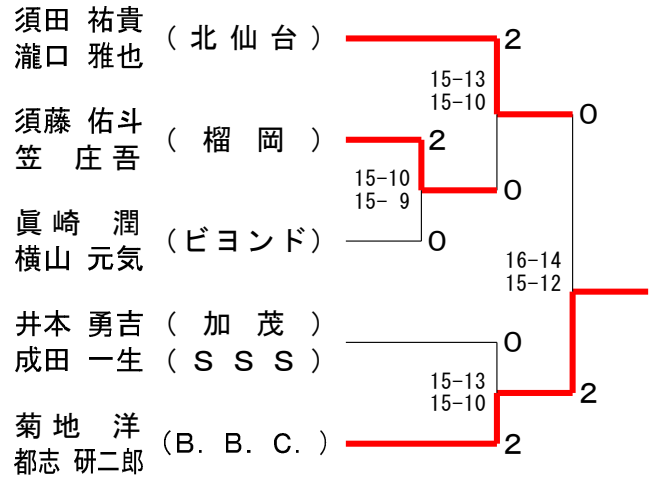 須田 祐貴
瀧口 雅也
(北仙台)
2
15-13
15-10
0
須藤 佑斗
笠 庄吾
(榴岡)
2
15-10
15- 9
0
眞崎 潤
横山 元気
(ビヨンド)
0
16-14
15-12
井本 勇吉 (加茂)
成田 一生 (SSS)
0
15-13
15-10
2
菊地 洋
都志 研二郎
(B. B. C.)
2